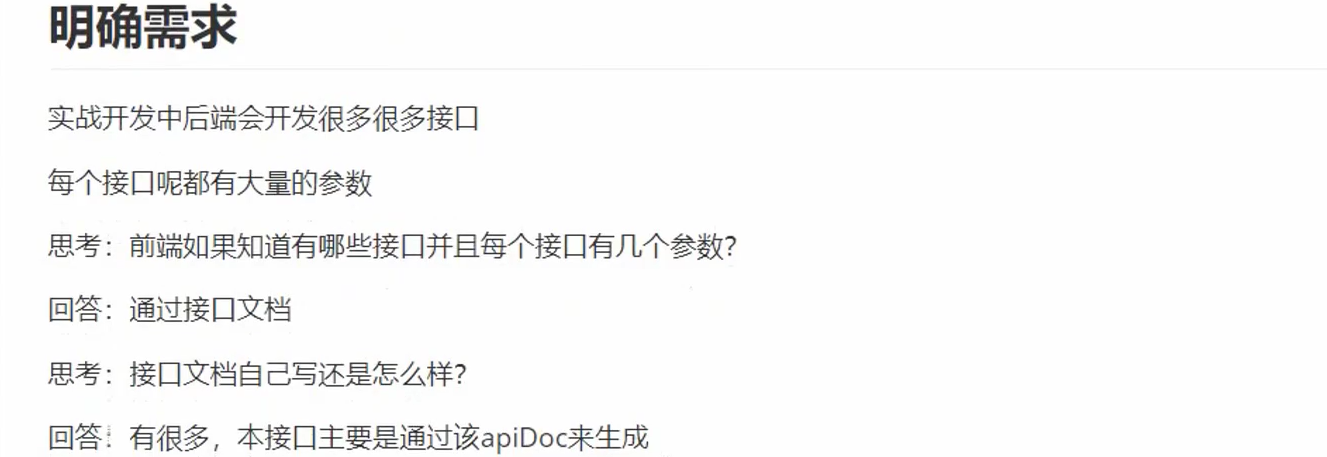 明确需求
实战开发中后端会开发很多很多接口
每个接口呢都有大量的参数
思考：前端如果知道有哪些接口并且每个接口有几个参数？
回答：通过接口文档
思考：接口文档自己写还是怎么样？
回答：有很多，本接口主要是通过该apiDoc来生成